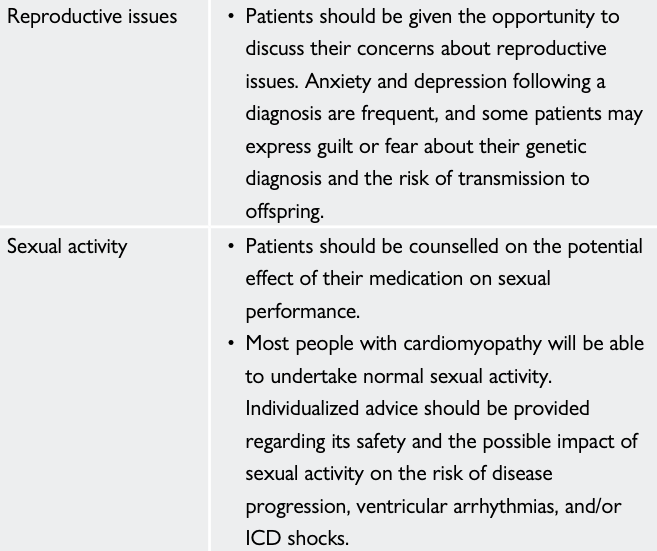 Reproductive issues
• Patients should be given the opportunity to
discuss their concerns about reproductive
issues. Anxiety and depression following a
diagnosis are frequent, and some patients may
express guilt or fear about their genetic
diagnosis and the risk of transmission to
offspring.
Sexual activity
• Patients should be counselled on the potential
effect of their medication on sexual
performance.
• Most people with cardiomyopathy will be able
to undertake normal sexual activity.
Individualized advice should be provided
regarding its safety and the possible impact of
sexual activity on the risk of disease
progression, ventricular arrhythmias, and/or
ICD shocks.